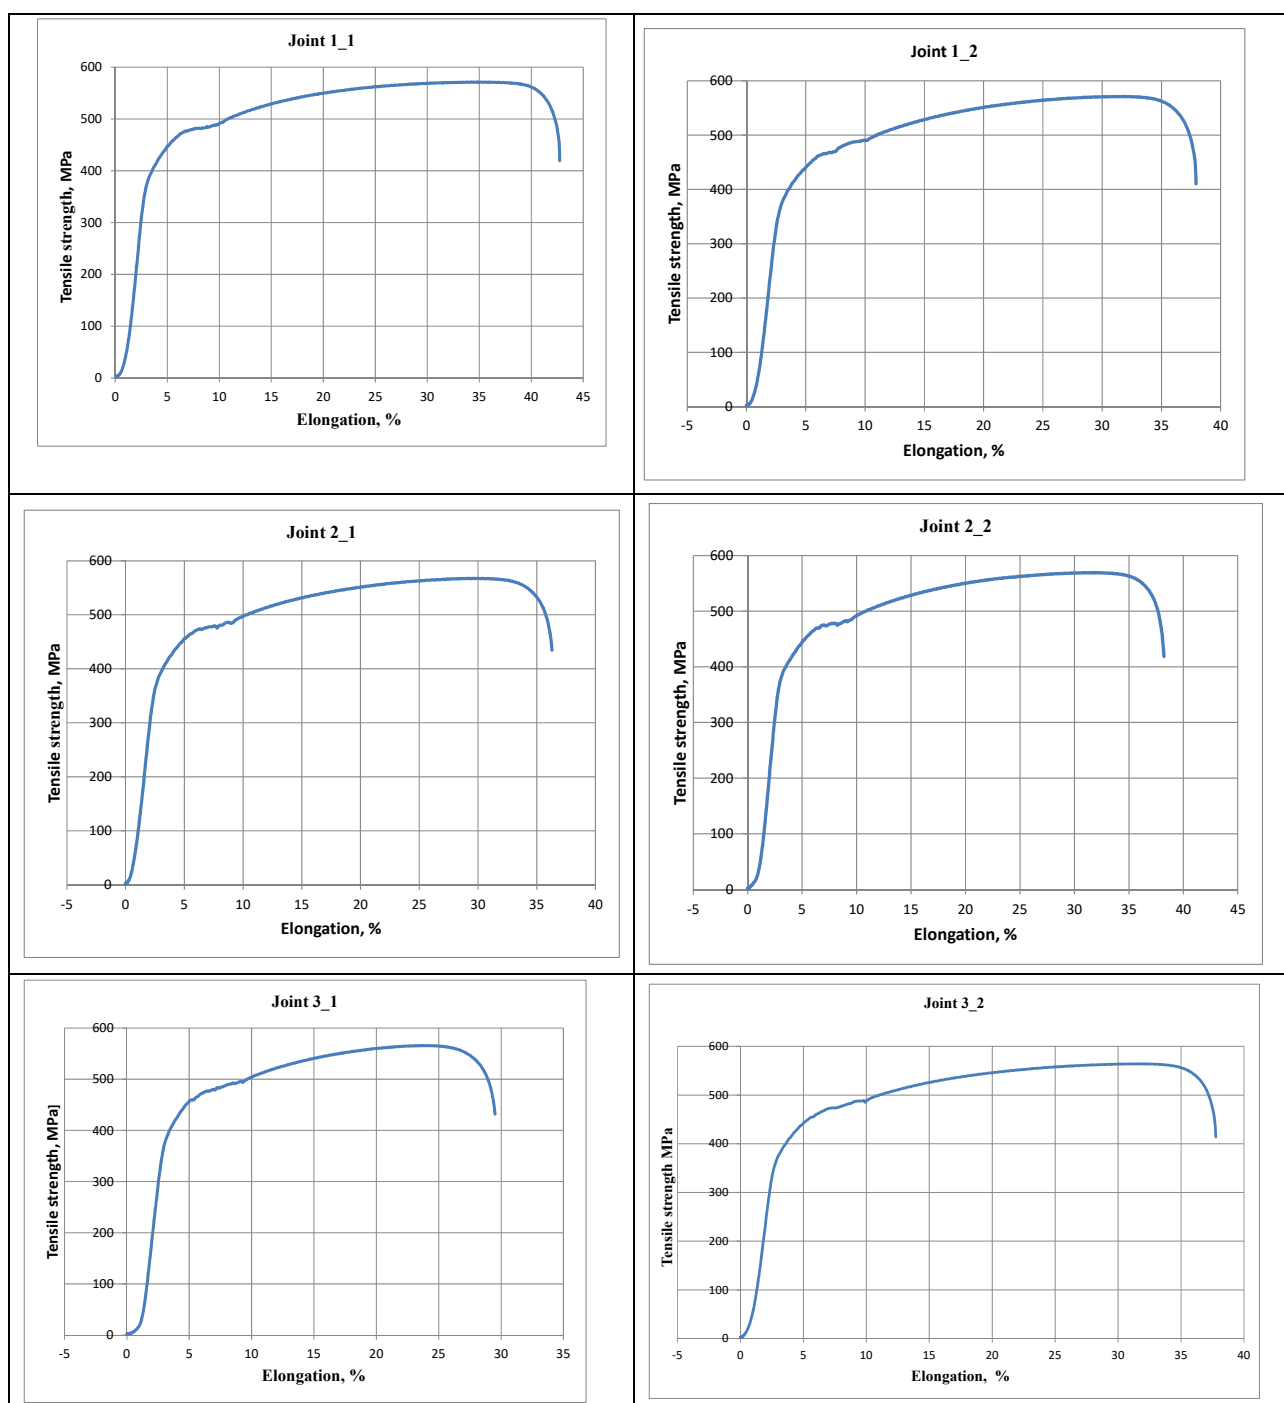 Joint 1_1
600
500
400
300
200
100
0
0 5 10 15 20 25 30 35 40 45
Tensile strength, MPa
Elongation, %
Joint 1_2
600
500
400
300
200
100
0
-5 0 5 10 15 20 25 30 35 40
Tensile strength, MPa
Elongation, %
Joint 2_1
600
500
400
300
200
100
0
-5 0 5 10 15 20 25 30 35 40
Tensile strength, MPa
Elongation, %
Joint 2_2
600
500
400
300
200
100
0
-5 0 5 10 15 20 25 30 35 40 45
Tensile strength, MPa
Elongation, %
Joint 3_1
600
500
400
300
200
100
0
-5 0 5 10 15 20 25 30 35
Tensile strength, MPa]
Elongation, %
Joint 3_2
600
500
400
300
200
100
0
-5 0 5 10 15 20 25 30 35 40
Tensile strength MPa
Elongation, %